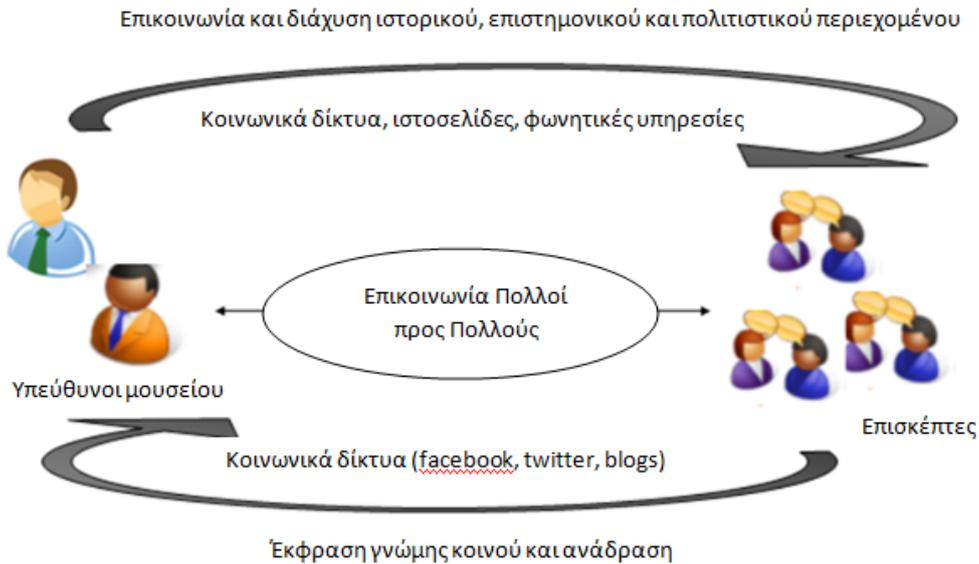 Επικοινωνία και διάχυση ιστορικού, επιστημονικού και πολιτιστικού περιεχομένου
Κοινωνικά δίκτυα, ιστοσελίδες, φωνητικές υπηρεσίες
Επικοινωνία Πολλοί
προς Πολλούς
Υπεύθυνοι μουσείου
Επισκέπτες
Κοινωνικά δίκτυα (facebook, twitter, blogs)
Έκφραση γνώμης κοινού και ανάδραση